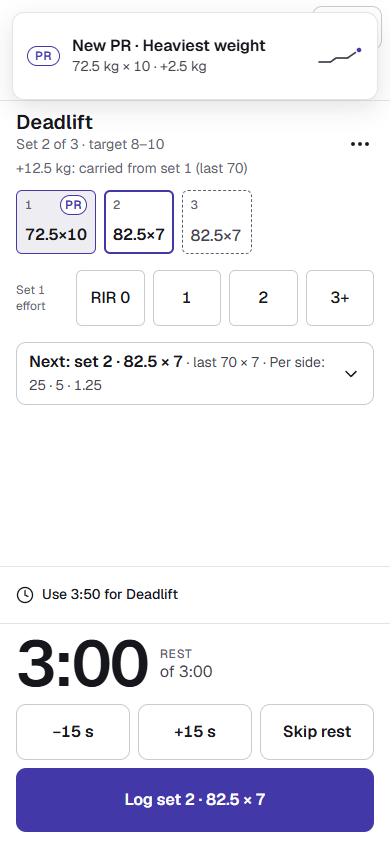 PR
New PR · Heaviest weight
72.5 kg × 10 · +2.5 kg
Deadlift
Set 2 of 3 · target 8–10
+12.5 kg: carried from set 1 (last 70)
1 PR
72.5×10
2
82.5×7
3
82.5×7
Set 1
effort
RIR 0
1
2
3+
Next: set 2 · 82.5 × 7 · last 70 × 7 · Per side:
25 · 5 · 1.25
Use 3:50 for Deadlift
3:00
REST
of 3:00
−15 s
+15 s
Skip rest
Log set 2 · 82.5 × 7